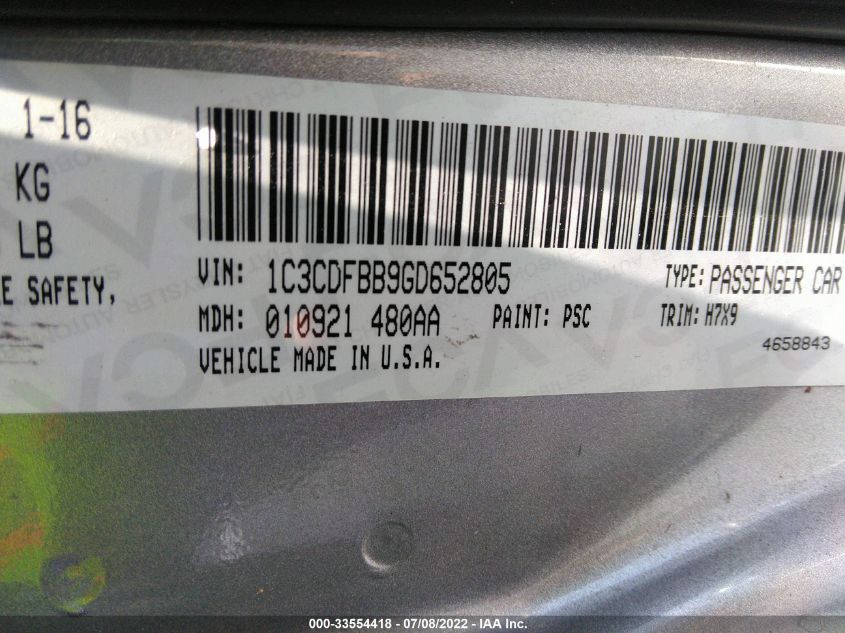 1-16
KG
LB
E SAFETY,
VIN: 1C3CDFBB9GD652805 TYPE: PASSENGER CAR
MDH: 010921 480AA PAINT: PSC TRIM: H7X9
4658843
VEHICLE MADE IN U.S.A.
000-33554418 - 07/08/2022 - IAA Inc.